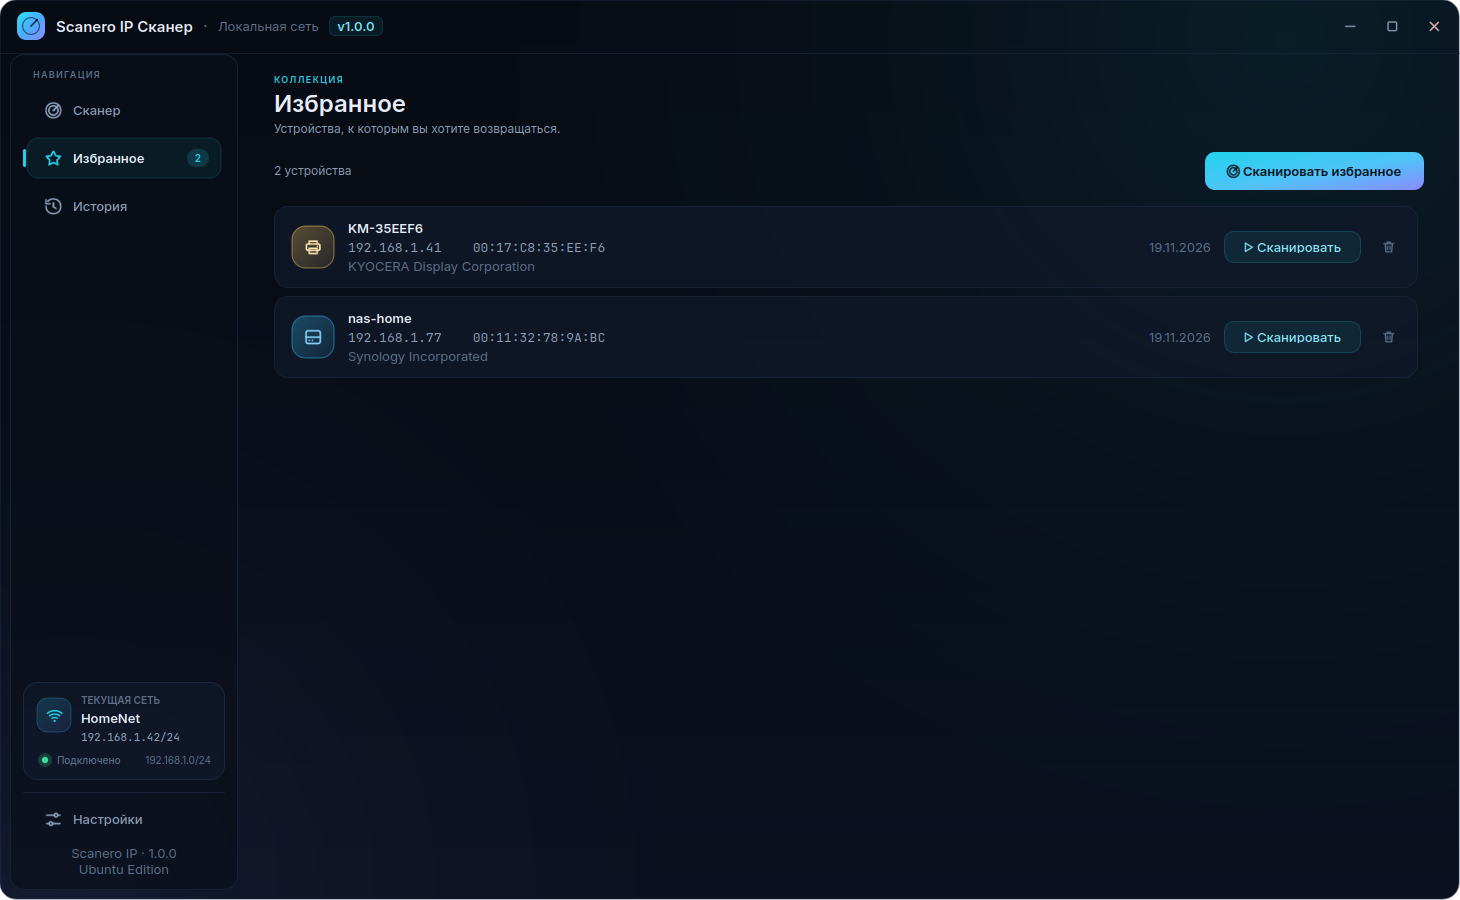 Scanero IP Сканер · Локальная сеть v1.0.0
НАВИГАЦИЯ
Сканер
Избранное 2
История
КОЛЛЕКЦИЯ
Избранное
Устройства, к которым вы хотите возвращаться.
2 устройства
Сканировать избранное
KM-35EEF6
192.168.1.41 00:17:C8:35:EE:F6
KYOCERA Display Corporation
19.11.2026 Сканировать
nas-home
192.168.1.77 00:11:32:78:9A:BC
Synology Incorporated
19.11.2026 Сканировать
ТЕКУЩАЯ СЕТЬ
HomeNet
192.168.1.42/24
Подключено 192.168.1.0/24
Настройки
Scanero IP · 1.0.0
Ubuntu Edition